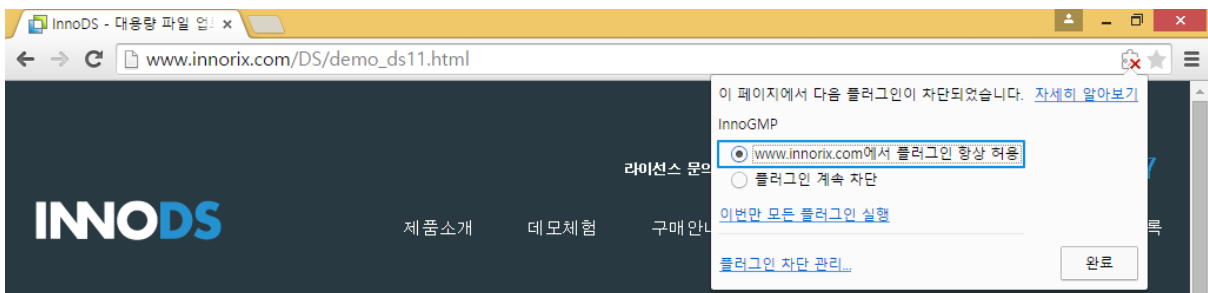 InnoDS - 대용량 파일 업
www.innorix.com/DS/demo_ds11.html
이 페이지에서 다음 플러그인이 차단되었습니다. 자세히 알아보기
InnoGMP
www.innorix.com에서 플러그인 항상 허용
플러그인 계속 차단
이번만 모든 플러그인 실행
플러그인 차단 관리...
완료
라이선스 문의
INNODS
제품소개 데모체험 구매안내 록